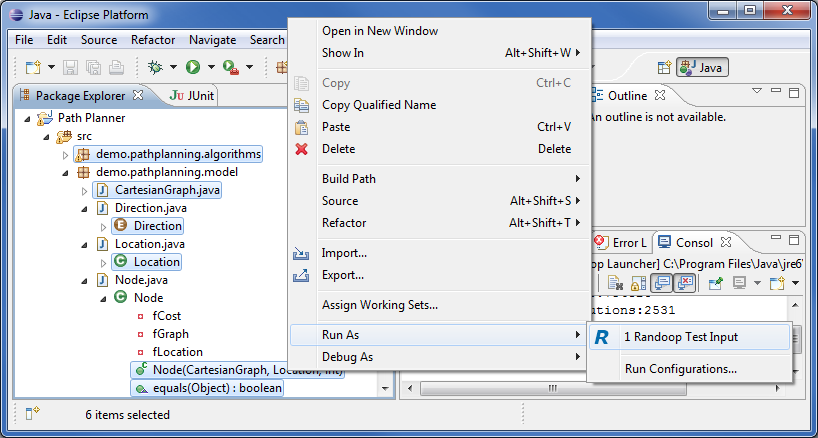 Java - Eclipse Platform
File Edit Source Refactor Navigate Search
Java
Package Explorer JUnit
Path Planner
src
demo.pathplanning.algorithms
demo.pathplanning.model
CartesianGraph.java
Direction.java
Direction
Location.java
Location
Node.java
Node
fCost
fGraph
fLocation
Node(CartesianGraph, Location, int)
equals(Object) : boolean
6 items selected
Open in New Window
Show In Alt+Shift+W
Copy Ctrl+C
Copy Qualified Name
Paste Ctrl+V
Delete Delete
Build Path
Source Alt+Shift+S
Refactor Alt+Shift+T
Import...
Export...
Assign Working Sets...
Run As
Debug As
1 Randoop Test Input
Run Configurations...
Outline
An outline is not available.
Error L Consol
op Launcher] C:\Program Files\Java\jre6
utions:2531